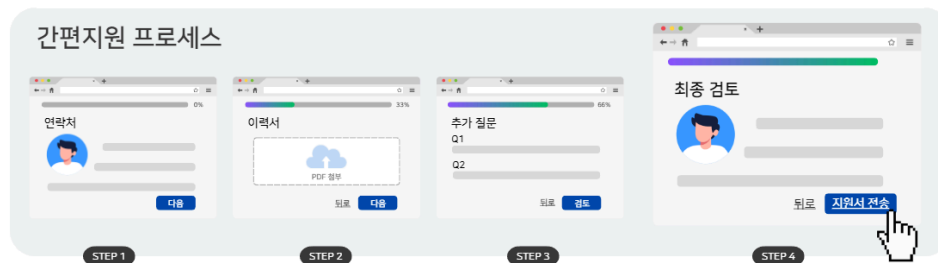 간편지원 프로세스
0%
연락처
다음
STEP 1
33%
이력서
PDF 첨부
뒤로 다음
STEP 2
66%
추가 질문
Q1
Q2
뒤로 검토
STEP 3
최종 검토
뒤로 지원서 전송
STEP 4